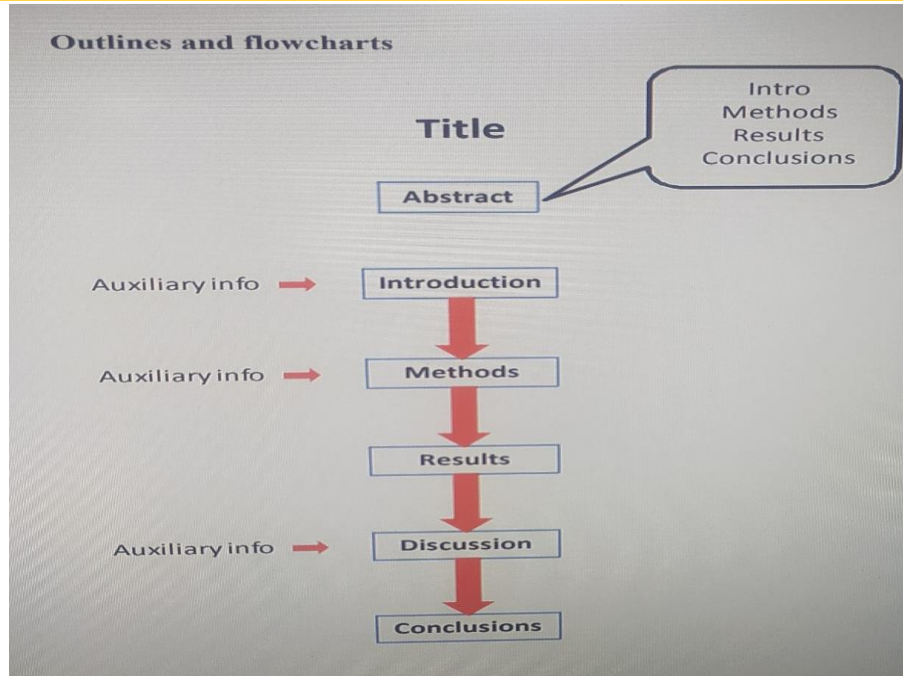 Outlines and flowcharts
Title
Intro
Methods
Results
Conclusions
Abstract
Auxiliary info
Introduction
Auxiliary info
Methods
Results
Auxiliary info
Discussion
Conclusions